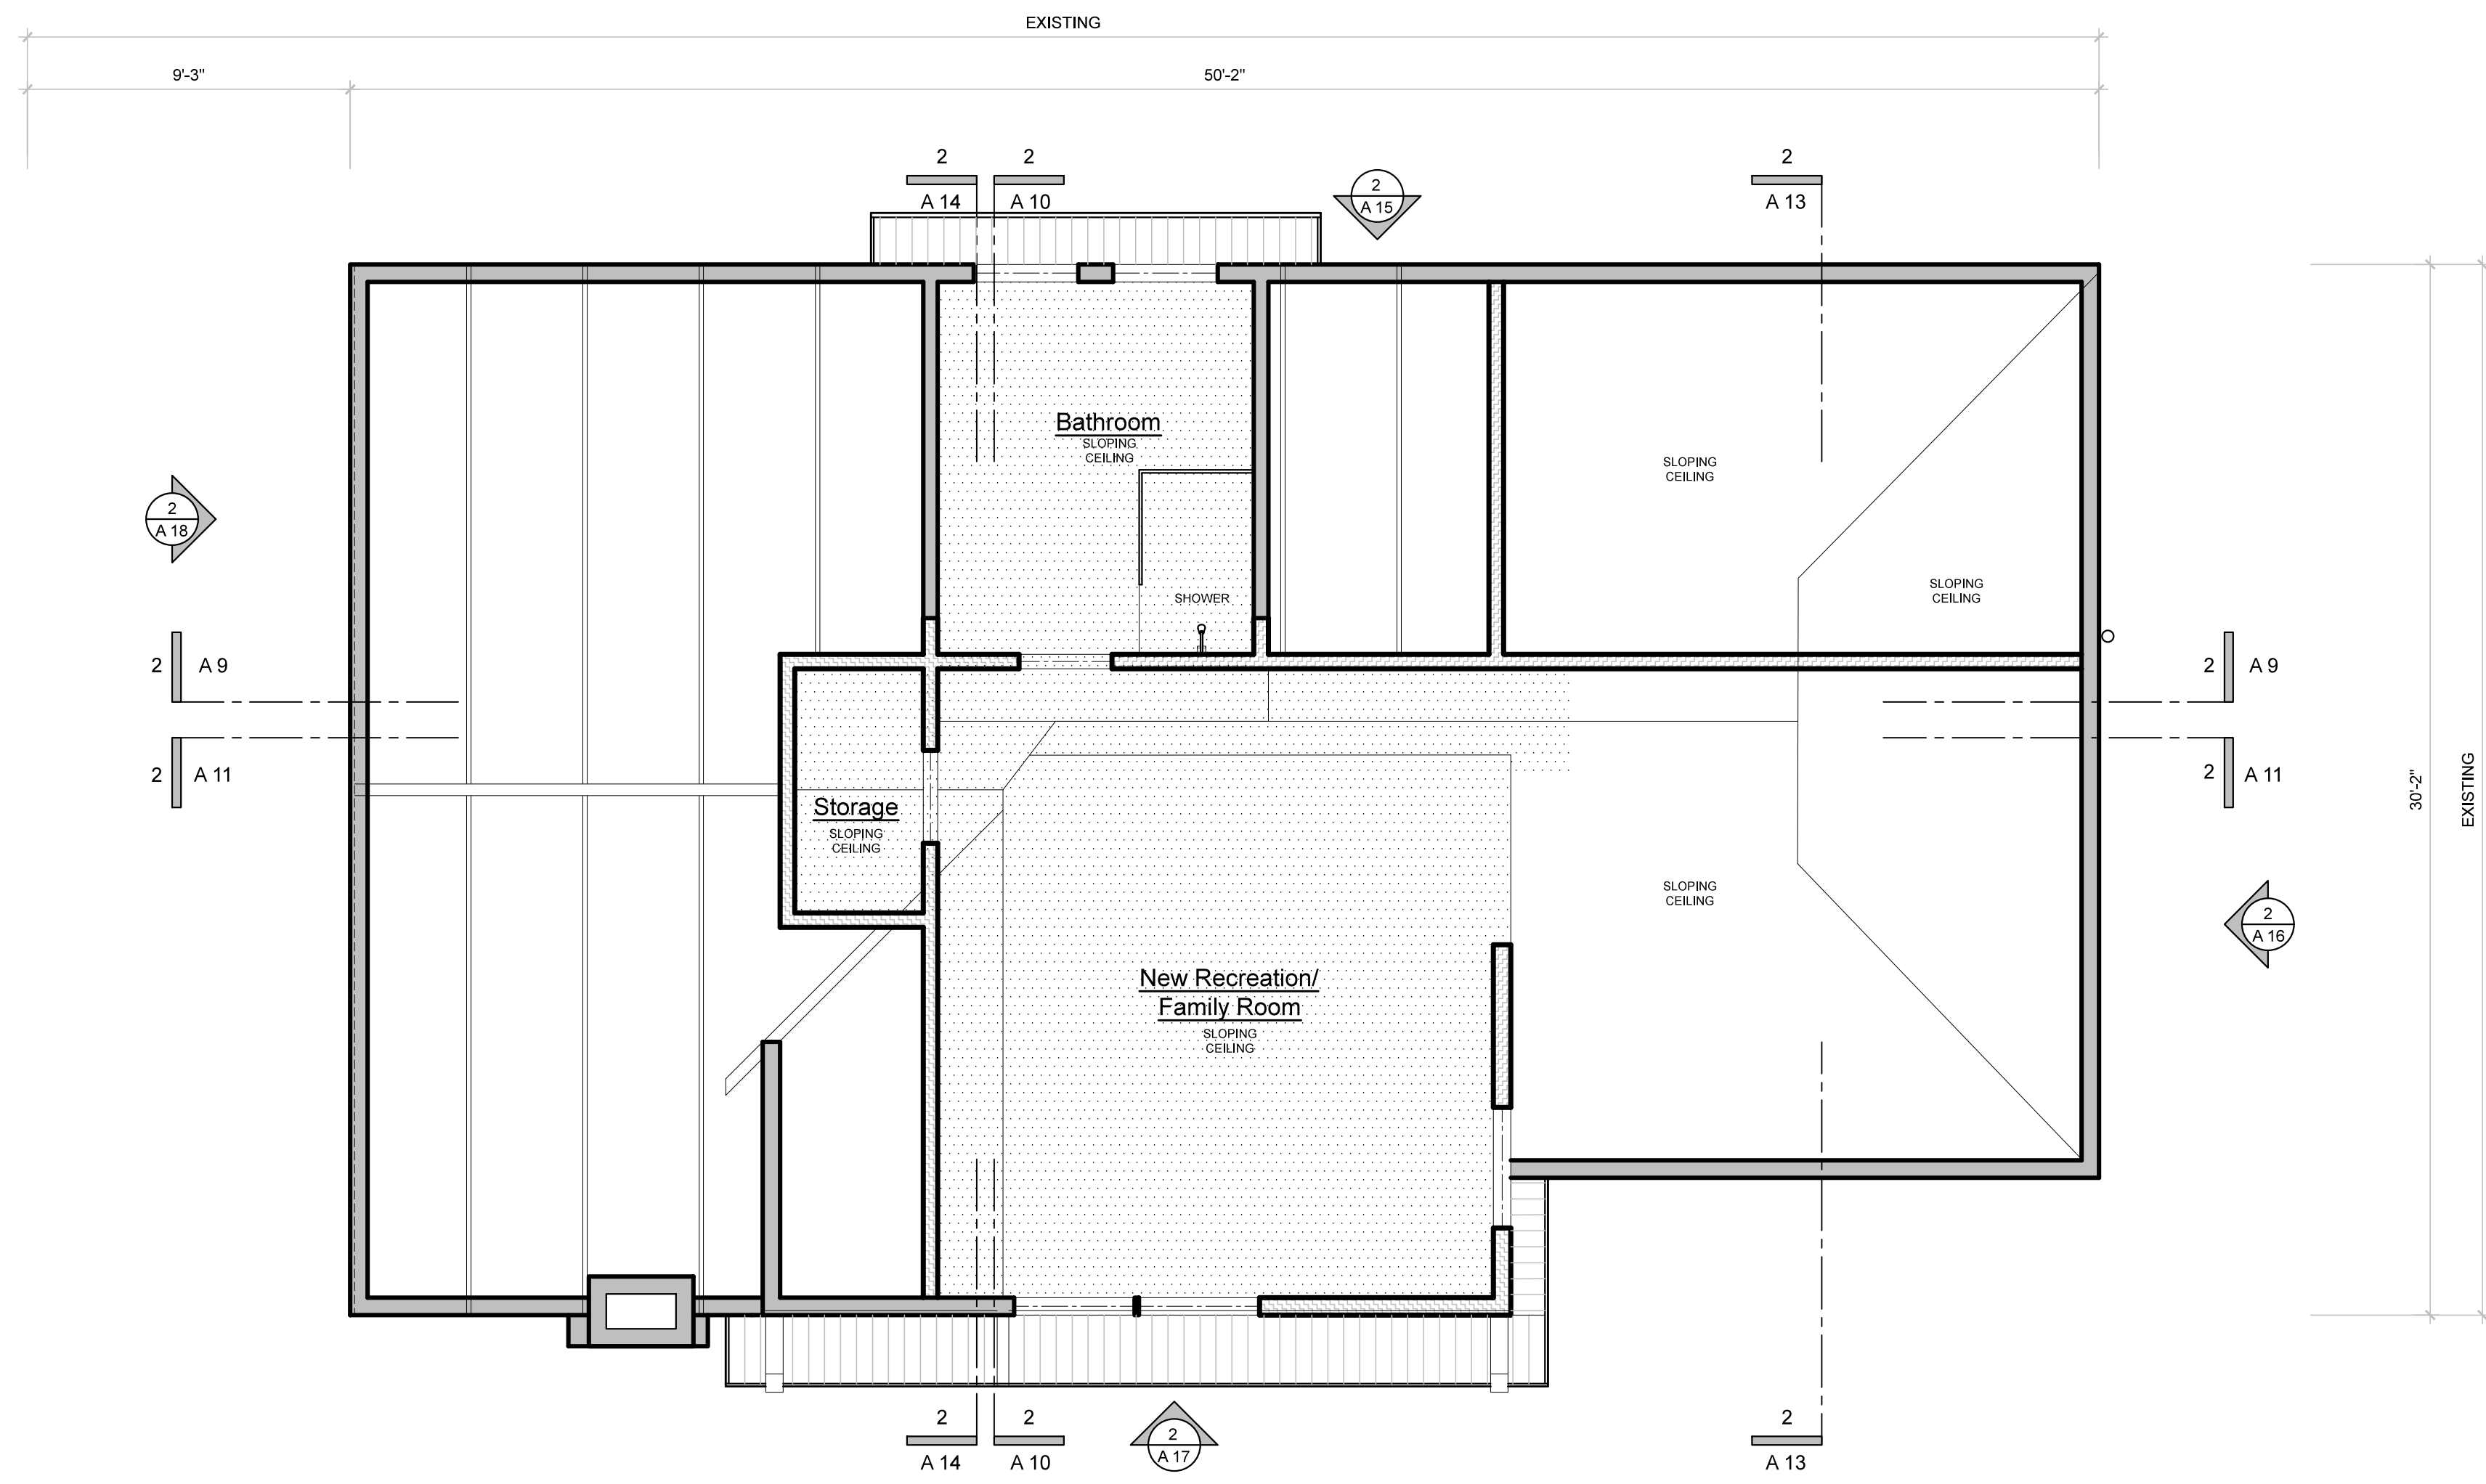 EXISTING
9'-3"
50'-2"
2
2
2
A 14
A 10
A 13
2
A 15
Bathroom
SLOPING
CEILING
SLOPING
CEILING
2
A 18
SLOPING
CEILING
SHOWER
2
A 9
2
A 9
2
A 11
2
A 11
30'-2"
EXISTING
Storage
SLOPING
CEILING
SLOPING
CEILING
2
A 16
New Recreation/
Family Room
SLOPING
CEILING
2
2
2
A 14
A 10
A 13
2
A 17